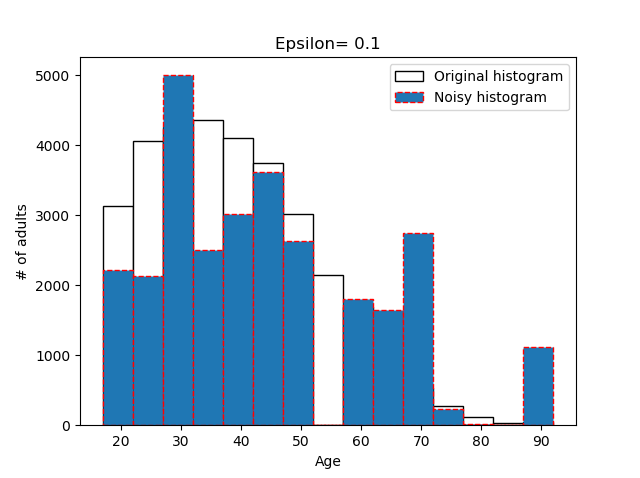 Epsilon= 0.1
Original histogram
Noisy histogram
# of adults
5000
4000
3000
2000
1000
0
20 30 40 50 60 70 80 90
Age